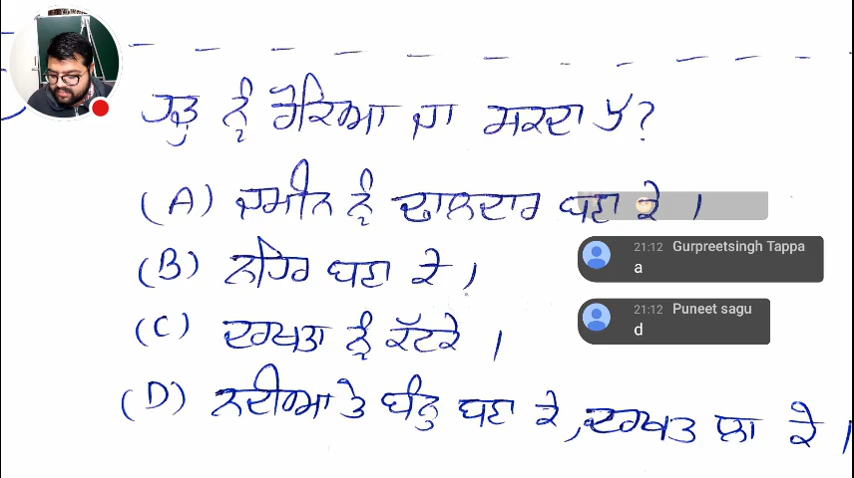 ਹੜ੍ਹ ਨੂੰ ਰੋਕਿਆ ਜਾ ਸਕਦਾ ਏ?
(A) ਜਮੀਨ ਨੂੰ ਢਾਲਦਾਰ ਬਣਾ ਕੇ ।
(B) ਨਹਿਰ ਬਣਾ ਕੇ ।
21:12 Gurpreetsingh Tappa
a
(C) ਦਰਖਤਾ ਨੂੰ ਕੱਟਕੇ ।
21:12 Puneet sagu
d
(D) ਨਦੀਆ ਤੇ ਬੰਨ੍ਹ ਬਣਾ ਕੇ, ਦਰਖਤ ਲਾ ਕੇ ।